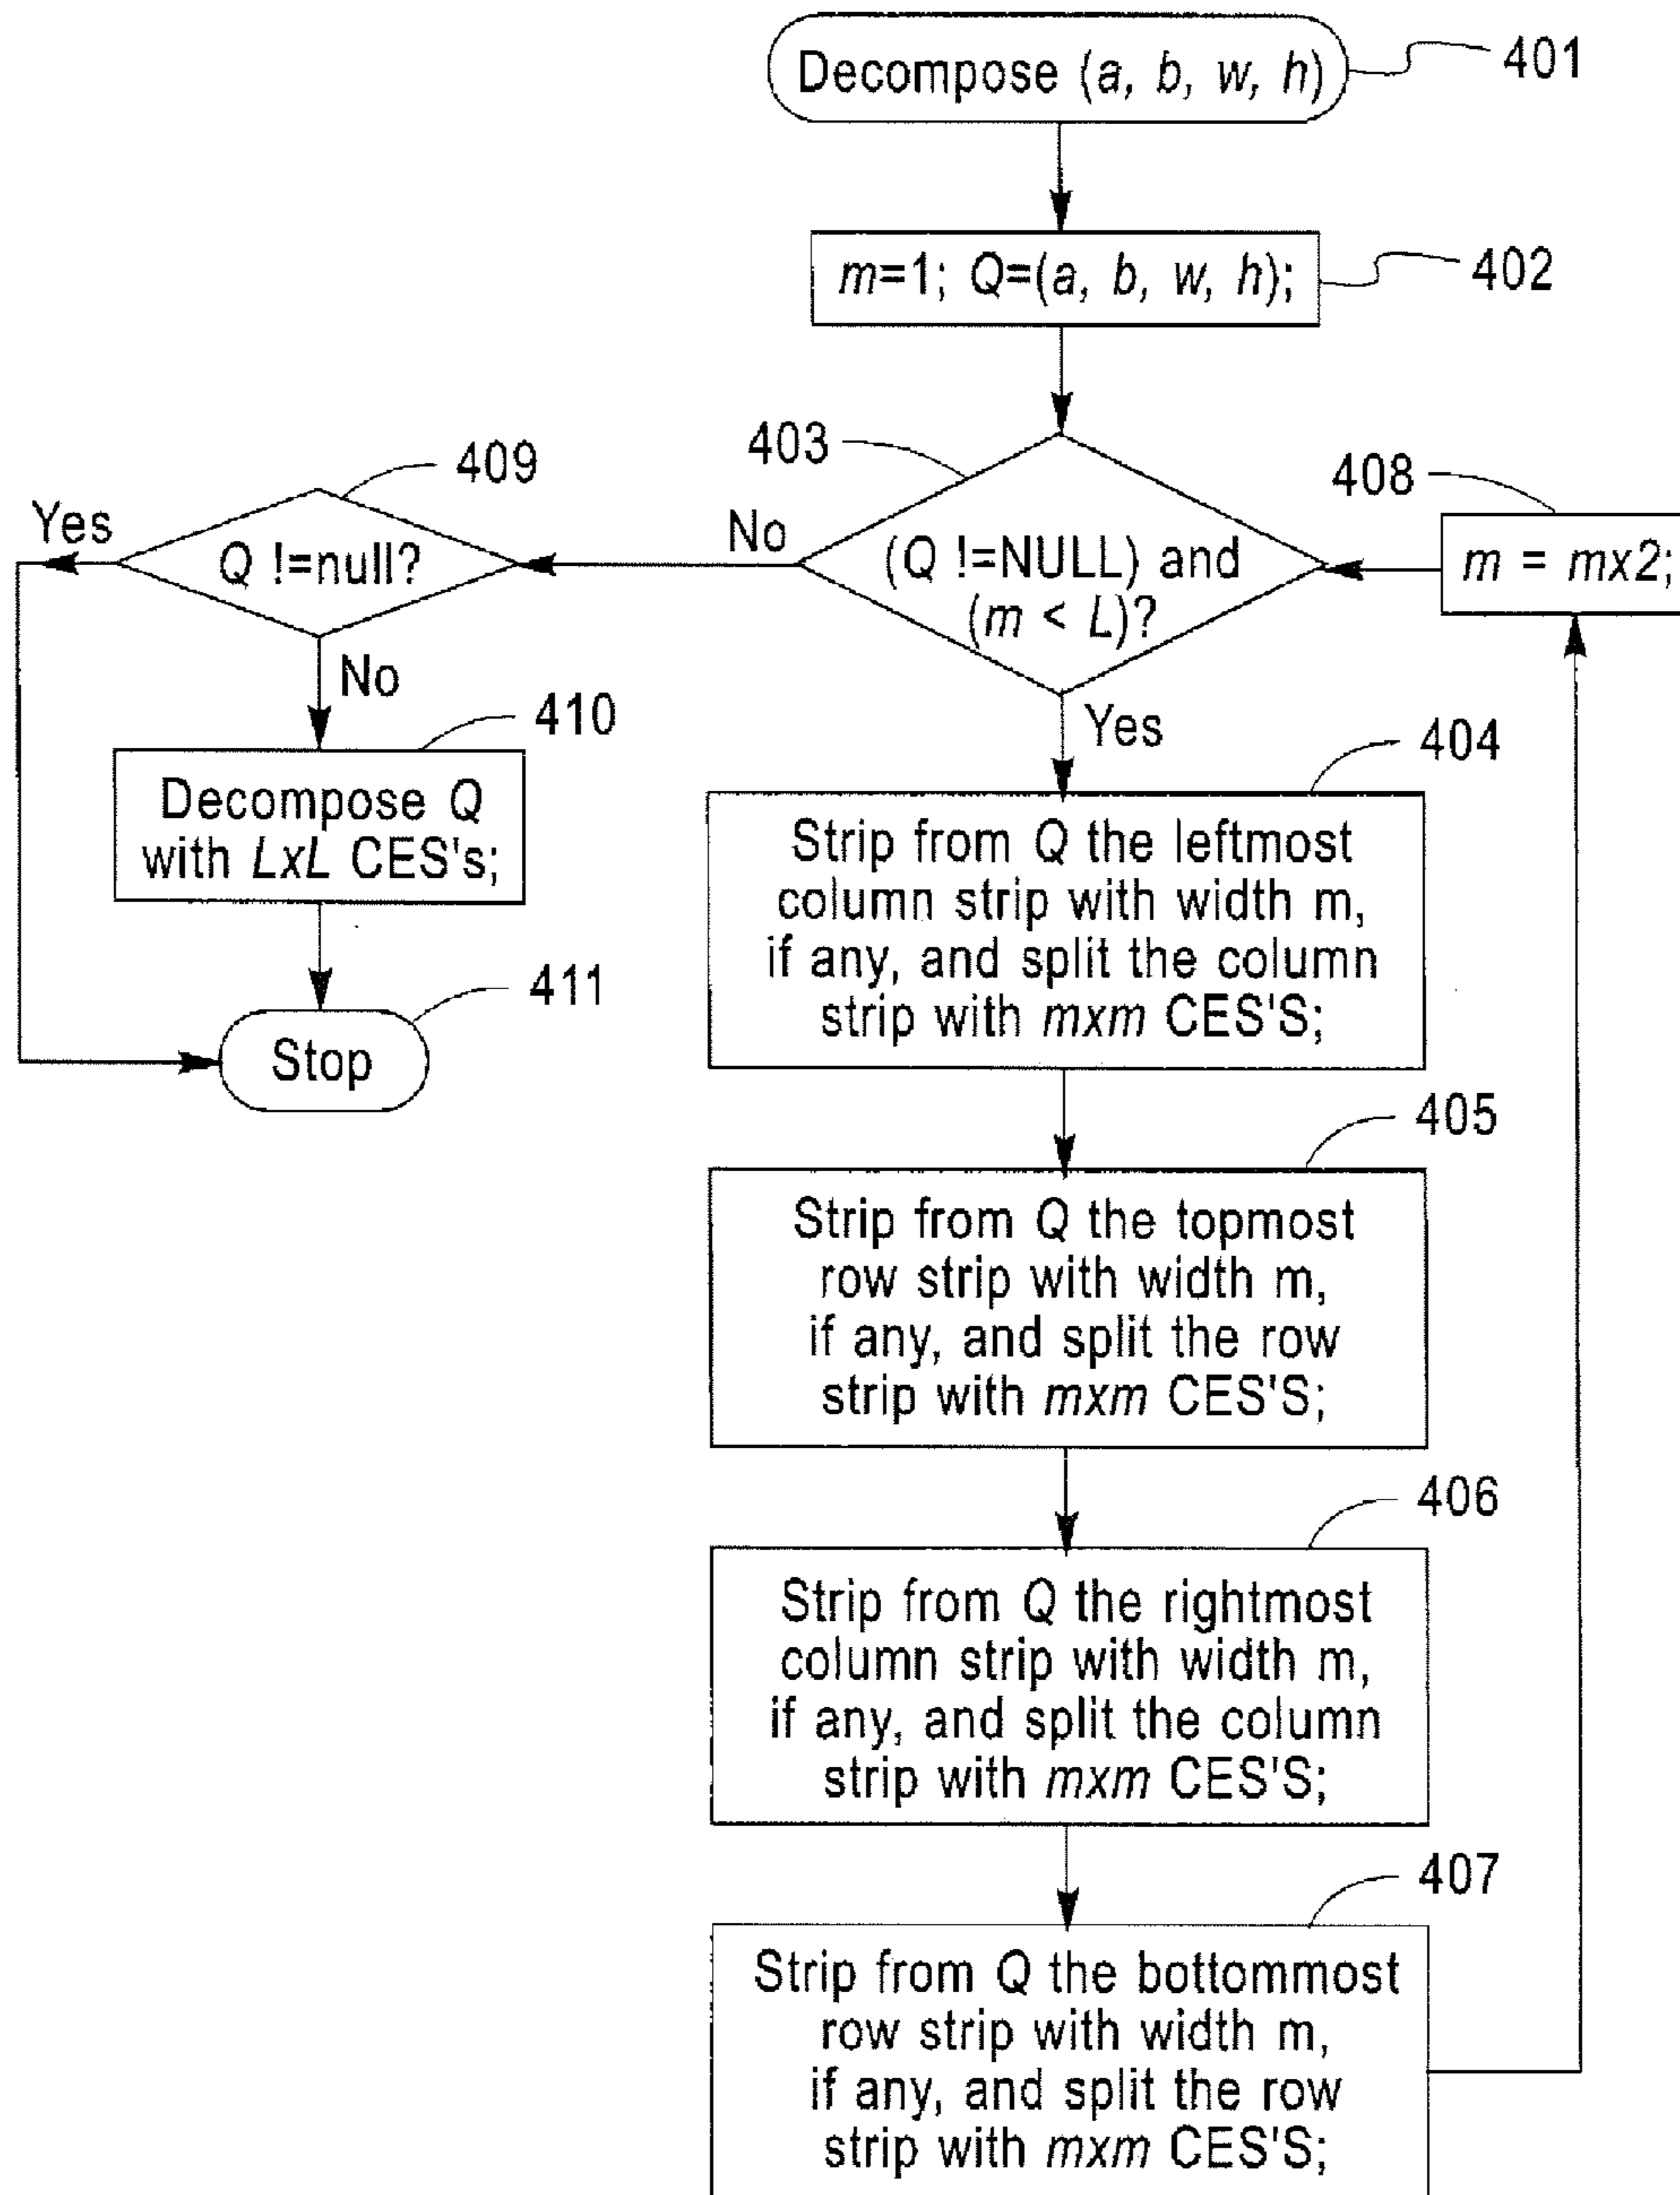 Decompose (a, b, w, h)
401
m=1; Q=(a, b, w, h);
402
403
(Q !=NULL) and
(m < L)?
No
Yes
408
m = mx2;
409
Q !=null?
Yes
No
410
Decompose Q
with LxL CES's;
411
Stop
404
Strip from Q the leftmost
column strip with width m,
if any, and split the column
strip with mxm CES'S;
405
Strip from Q the topmost
row strip with width m,
if any, and split the row
strip with mxm CES'S;
406
Strip from Q the rightmost
column strip with width m,
if any, and split the column
strip with mxm CES'S;
407
Strip from Q the bottommost
row strip with width m,
if any, and split the row
strip with mxm CES'S;